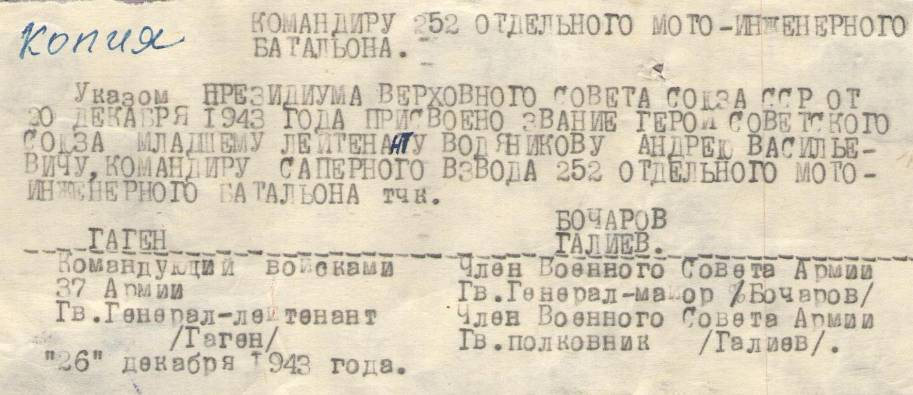 Копия
КОМАНДИРУ 252 ОТДЕЛЬНОГО МОТО-ИНЖЕНЕРНОГО
БАТАЛЬОНА.-
Указом ПРЕЗИДИУМА ВЕРХОВНОГО СОВЕТА СОЮЗА ССР ОТ
20 ДЕКАБРЯ 1943 ГОДА ПРИСВОЕНО ЗВАНИЕ ГЕРОЙ СОВЕТСКОГО
СОЮЗА МЛАДШЕМУ ЛЕЙТЕНАНТУ ВОДЯНИКОВУ АНДРЕЮ ВАСИЛЬЕ-
ВИЧУ, КОМАНДИРУ САПЕРНОГО ВЗВОДА 252 ОТДЕЛЬНОГО МОТО-
ИНЖЕНЕРНОГО БАТАЛЬОНА тчк.
БОЧАРОВ
ГАГЕН ГАЛИЕВ.
Командующий войсками Член Военного Совета Армии
37 Армии Гв.Генерал-майор /Бочаров/
Гв.Генерал-лейтенант Член Военного Совета Армии
/Гаген/ Гв.полковник /Галиев/.
"26" декабря 1943 года.